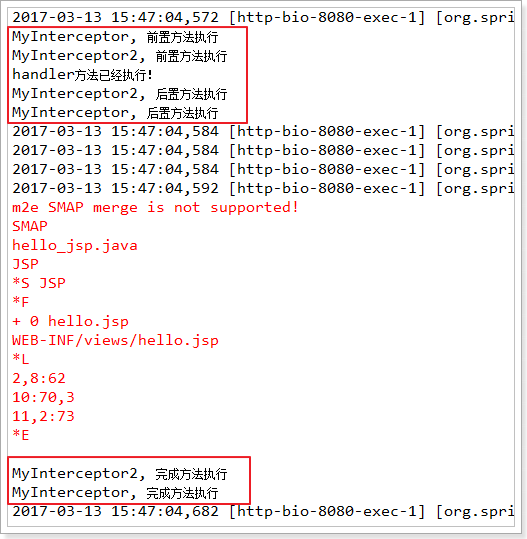 2017-03-13 15:47:04,572 [http-bio-8080-exec-1] [org.spri
MyInterceptor, 前置方法执行
MyInterceptor2, 前置方法执行
handler方法已经执行!
MyInterceptor2, 后置方法执行
MyInterceptor, 后置方法执行
2017-03-13 15:47:04,584 [http-bio-8080-exec-1] [org.spri
2017-03-13 15:47:04,584 [http-bio-8080-exec-1] [org.spri
2017-03-13 15:47:04,584 [http-bio-8080-exec-1] [org.spri
2017-03-13 15:47:04,592 [http-bio-8080-exec-1] [org.spri
m2e SMAP merge is not supported!
SMAP
hello_jsp.java
JSP
*S JSP
*F
+ 0 hello.jsp
WEB-INF/views/hello.jsp
*L
2,8:62
10:70,3
11,2:73
*E
MyInterceptor2, 完成方法执行
MyInterceptor, 完成方法执行
2017-03-13 15:47:04,682 [http-bio-8080-exec-1] [org.spri